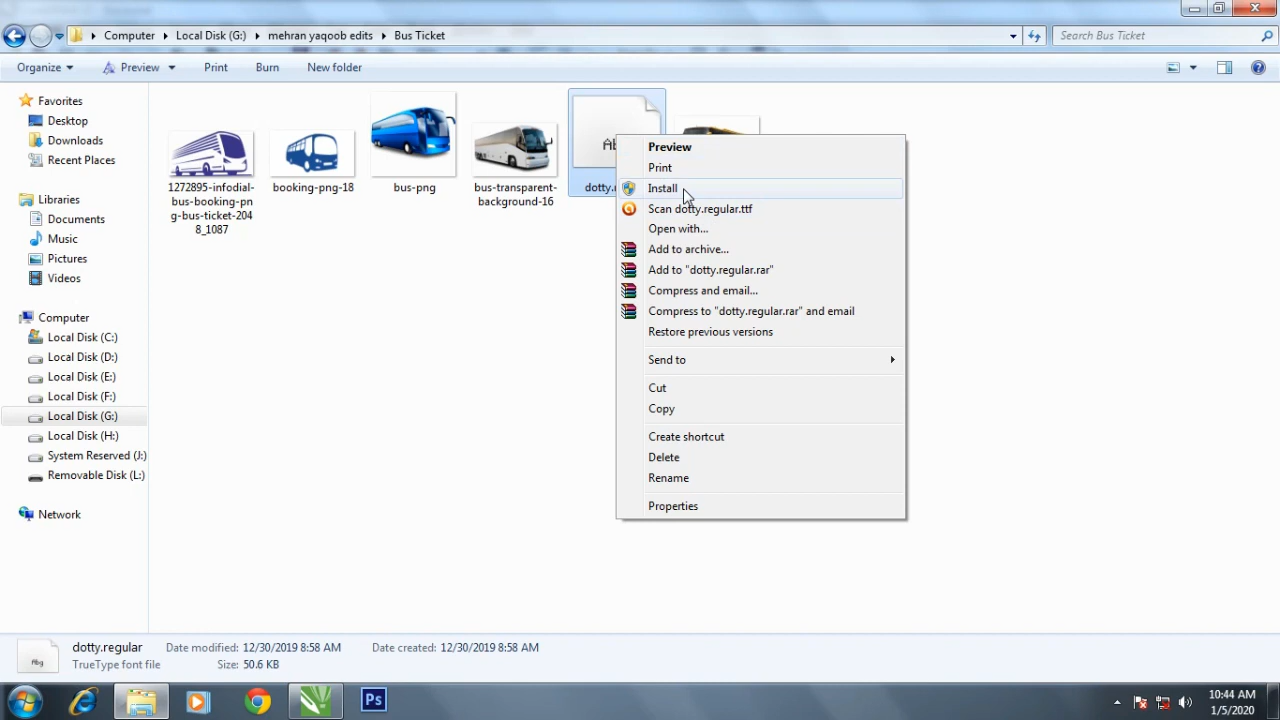 Computer ▸ Local Disk (G:) ▸ mehran yaqoob edits ▸ Bus Ticket
Search Bus Ticket
Organize Preview Print Burn New folder
Favorites
Desktop
Downloads
Recent Places
Libraries
Documents
Music
Pictures
Videos
Computer
Local Disk (C:)
Local Disk (D:)
Local Disk (E:)
Local Disk (F:)
Local Disk (G:)
Local Disk (H:)
System Reserved (J:)
Removable Disk (L:)
Network
1272895-infodial-
bus-booking-pn
g-bus-ticket-204
8_1087
booking-png-18
bus-png
bus-transparent-
background-16
Preview
Print
Install
Scan dotty.regular.ttf
Open with...
Add to archive...
Add to "dotty.regular.rar"
Compress and email...
Compress to "dotty.regular.rar" and email
Restore previous versions
Send to
Cut
Copy
Create shortcut
Delete
Rename
Properties
dotty.regular Date modified: 12/30/2019 8:58 AM Date created: 12/30/2019 8:58 AM
TrueType font file Size: 50.6 KB
Abg
Ps
10:44 AM
1/5/2020